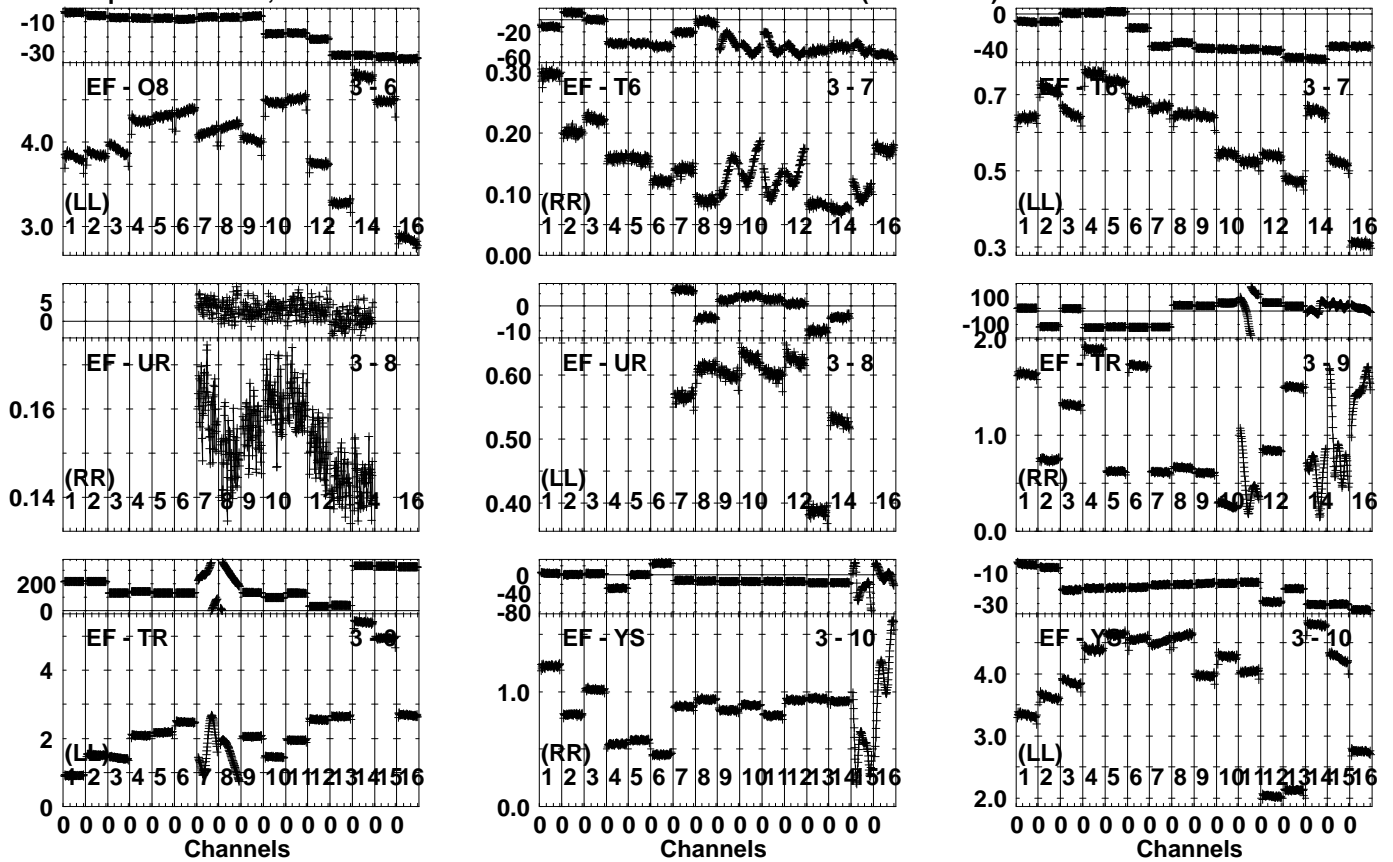 -10
-30
EF - O8 3 - 6
4.0
(LL)
3.0
1 2 3 4 5 6 7 8 9 10 12 14 16
-20
-60
0.30
EF - T6 3 - 7
0.20
0.10
(RR)
1 2 3 4 5 6 7 8 9 10 12 14 16
0.00
0
-40
EF - T6 3 - 7
0.7
0.5
(LL)
1 2 3 4 5 6 7 8 9 10 12 14 16
0.3
5
0
EF - UR 3 - 8
0.16
(RR)
0.14
1 2 3 4 5 6 7 8 9 10 12 14 16
0
-10
EF - UR 3 - 8
0.60
0.50
(LL)
0.40
1 2 3 4 5 6 7 8 9 10 12 14 16
100
-100
2.0
EF - TR 3 - 9
1.0
(RR)
1 2 3 4 5 6 7 8 9 10 12 14 16
0.0
200
0
EF - TR 3 - 9
4
2
(LL)
1 2 3 4 5 6 7 8 9 10 11 12 13 14 15 16
0
0 0 0 0 0 0 0 0 0 0 0 0 0 0 0 0
Channels
0
-40
-80
EF - YS 3 - 10
1.0
(RR)
1 2 3 4 5 6 7 8 9 10 11 12 13 14 15 16
0.0
0 0 0 0 0 0 0 0 0 0 0 0 0 0 0 0
Channels
-10
-30
EF - YS 3 - 10
4.0
3.0
(LL)
1 2 3 4 5 6 7 8 9 10 11 12 13 14 15 16
2.0
0 0 0 0 0 0 0 0 0 0 0 0 0 0 0 0
Channels